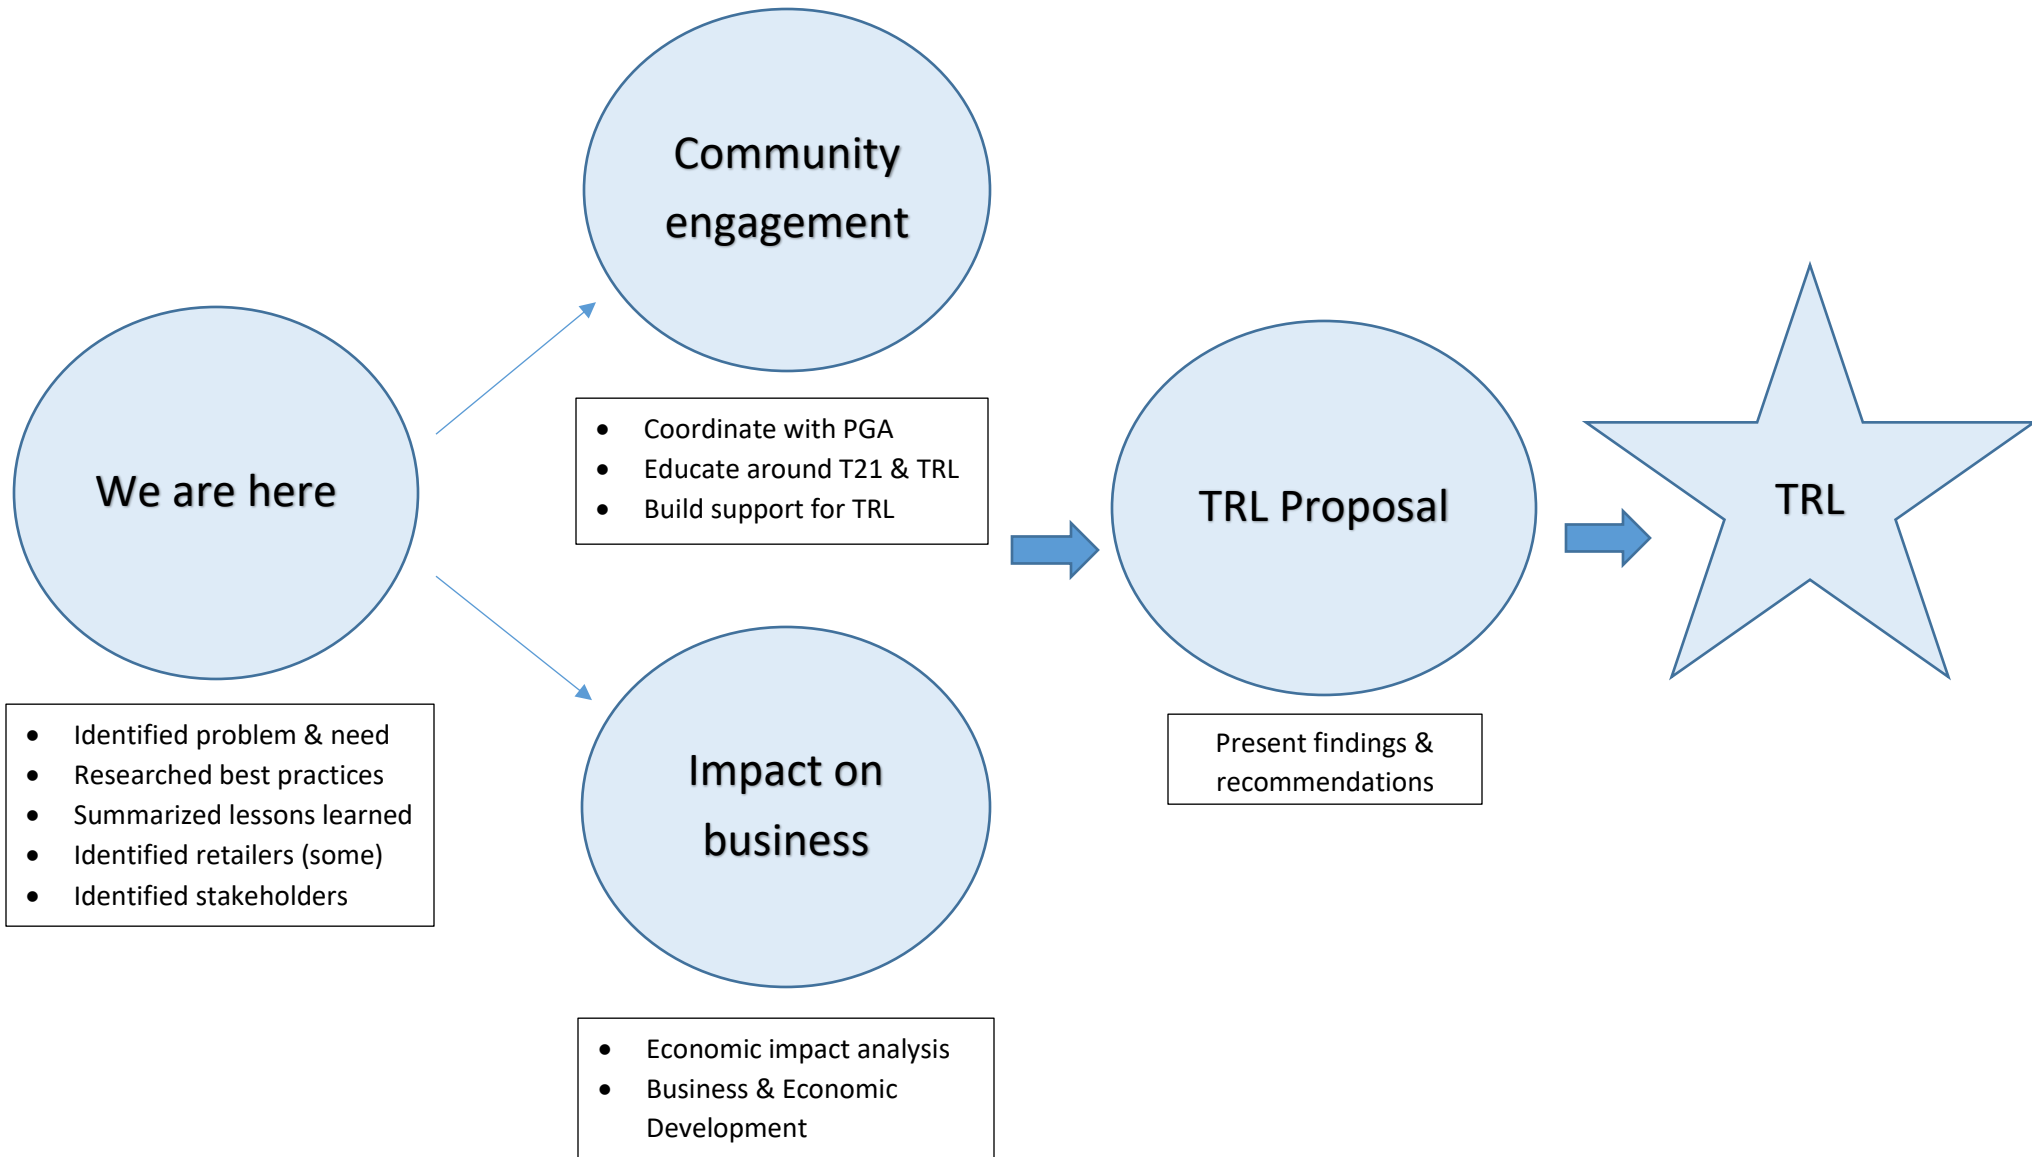 We are here
• Identified problem & need
• Researched best practices
• Summarized lessons learned
• Identified retailers (some)
• Identified stakeholders
Community
engagement
• Coordinate with PGA
• Educate around T21 & TRL
• Build support for TRL
Impact on
business
• Economic impact analysis
• Business & Economic
Development
TRL Proposal
Present findings &
recommendations
TRL